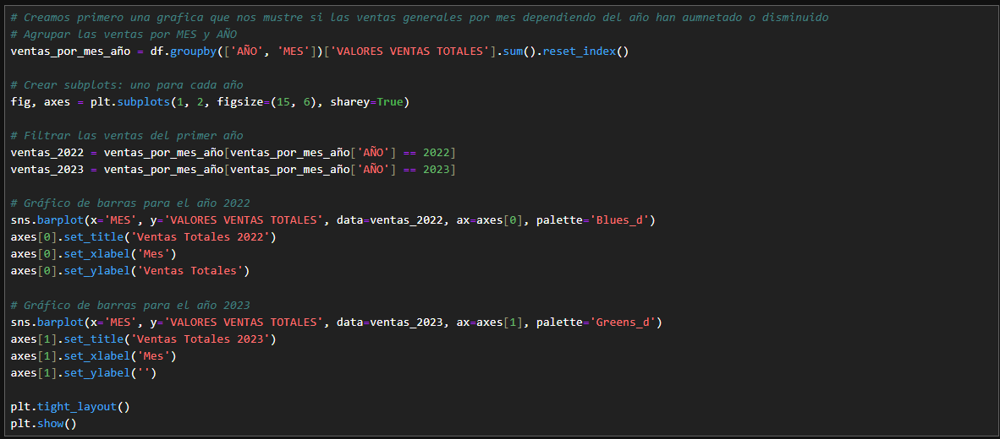 # Creamos primero una grafica que nos mustre si las ventas generales por mes dependiendo del año han aumnetado o disminuido
# Agrupar las ventas por MES y AÑO
ventas_por_mes_año = df.groupby(['AÑO', 'MES'])['VALORES VENTAS TOTALES'].sum().reset_index()
# Crear subplots: uno para cada año
fig, axes = plt.subplots(1, 2, figsize=(15, 6), sharey=True)
# Filtrar las ventas del primer año
ventas_2022 = ventas_por_mes_año[ventas_por_mes_año['AÑO'] == 2022]
ventas_2023 = ventas_por_mes_año[ventas_por_mes_año['AÑO'] == 2023]
# Gráfico de barras para el año 2022
sns.barplot(x='MES', y='VALORES VENTAS TOTALES', data=ventas_2022, ax=axes[0], palette='Blues_d')
axes[0].set_title('Ventas Totales 2022')
axes[0].set_xlabel('Mes')
axes[0].set_ylabel('Ventas Totales')
# Gráfico de barras para el año 2023
sns.barplot(x='MES', y='VALORES VENTAS TOTALES', data=ventas_2023, ax=axes[1], palette='Greens_d')
axes[1].set_title('Ventas Totales 2023')
axes[1].set_xlabel('Mes')
axes[1].set_ylabel('')
plt.tight_layout()
plt.show()